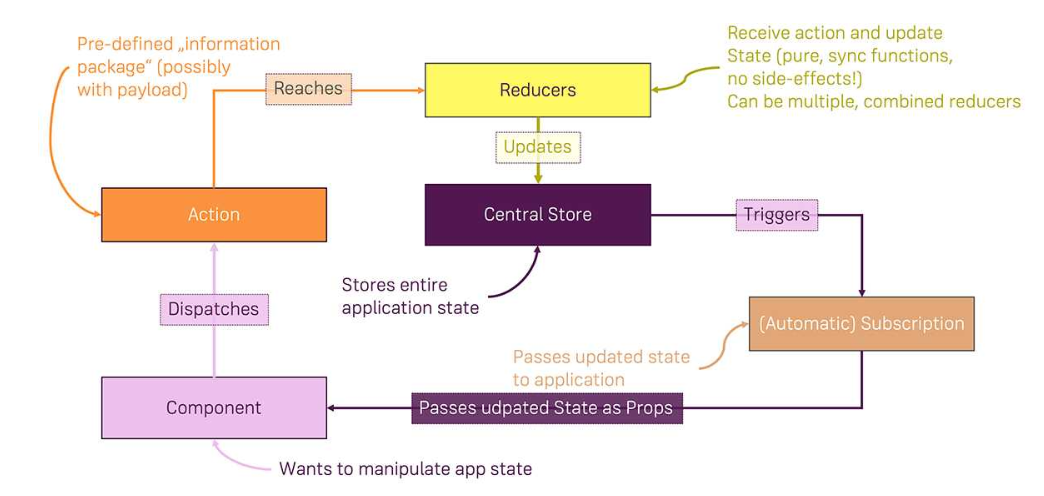 Pre-defined „information
package“ (possibly
with payload)
Reaches
Reducers
Receive action and update
State (pure, sync functions,
no side-effects!)
Can be multiple, combined reducers
Updates
Action
Central Store
Triggers
Stores entire
application state
Dispatches
(Automatic) Subscription
Passes updated state
to application
Component
Passes udpated State as Props
Wants to manipulate app state